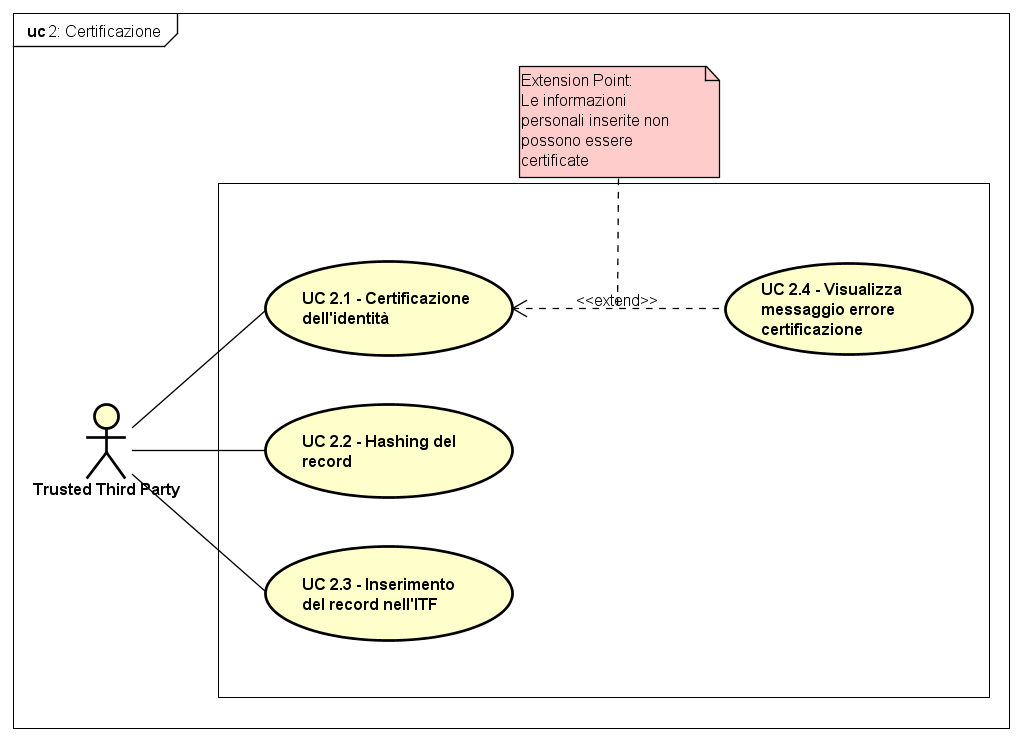 uc 2: Certificazione
Extension Point:
Le informazioni
personali inserite non
possono essere
certificate
UC 2.1 - Certificazione
dell'identità
<<extend>>
UC 2.4 - Visualizza
messaggio errore
certificazione
UC 2.2 - Hashing del
record
Trusted Third Party
UC 2.3 - Inserimento
del record nell'ITF